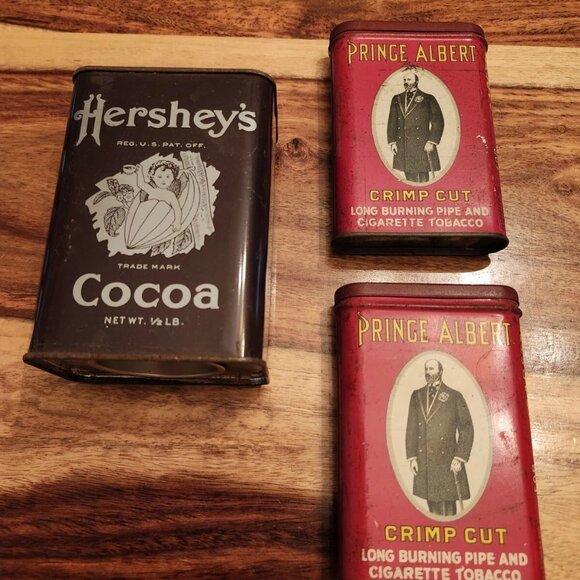 Hershey's
REG. U.S. PAT. OFF.
TRADE MARK
Cocoa
NET WT. ½ LB.
PRINCE ALBERT
CRIMP CUT
LONG BURNING PIPE AND
CIGARETTE TOBACCO
PRINCE ALBERT
CRIMP CUT
LONG BURNING PIPE AND
CIGARETTE TOBACCO